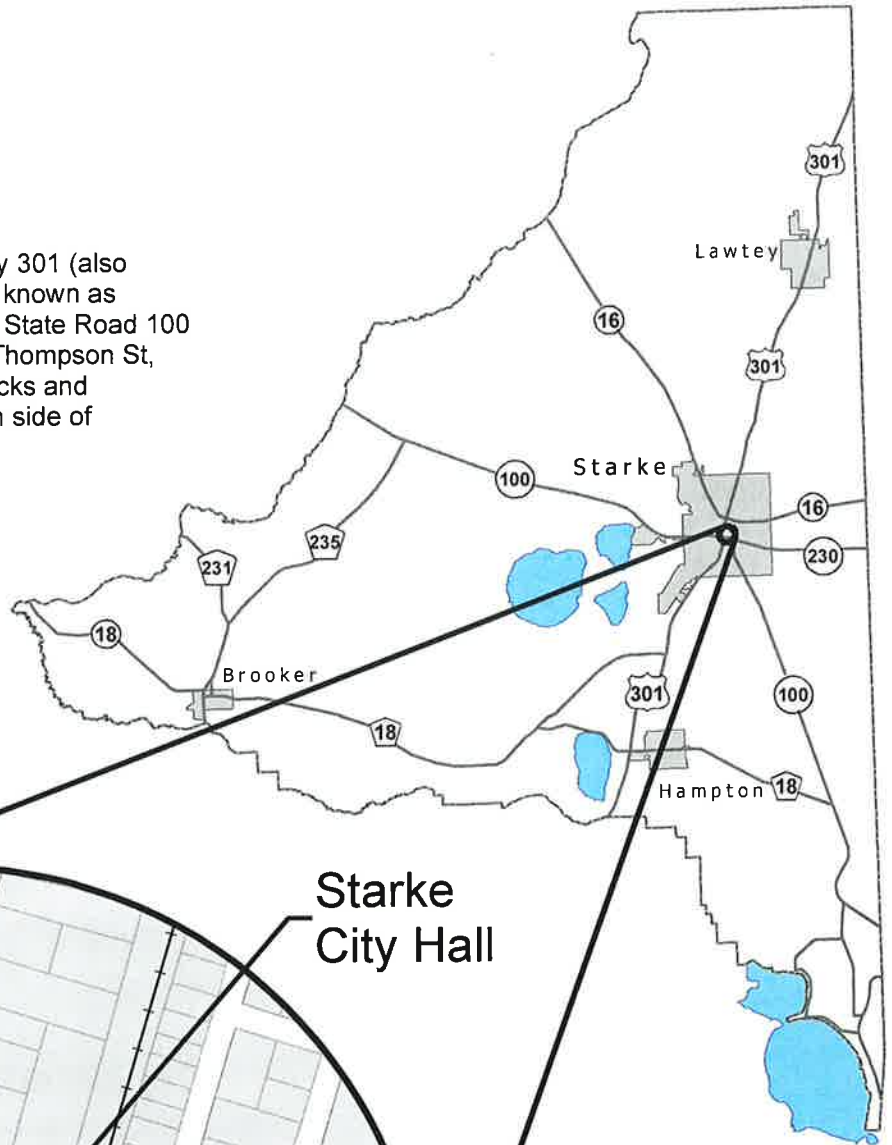 y 301 (also
known as
State Road 100
Thompson St,
cks and
n side of
301
Lawtey
16
301
Starke
100
16
235
230
231
18
Brooker
301
100
18
Hampton 18
Starke
City Hall